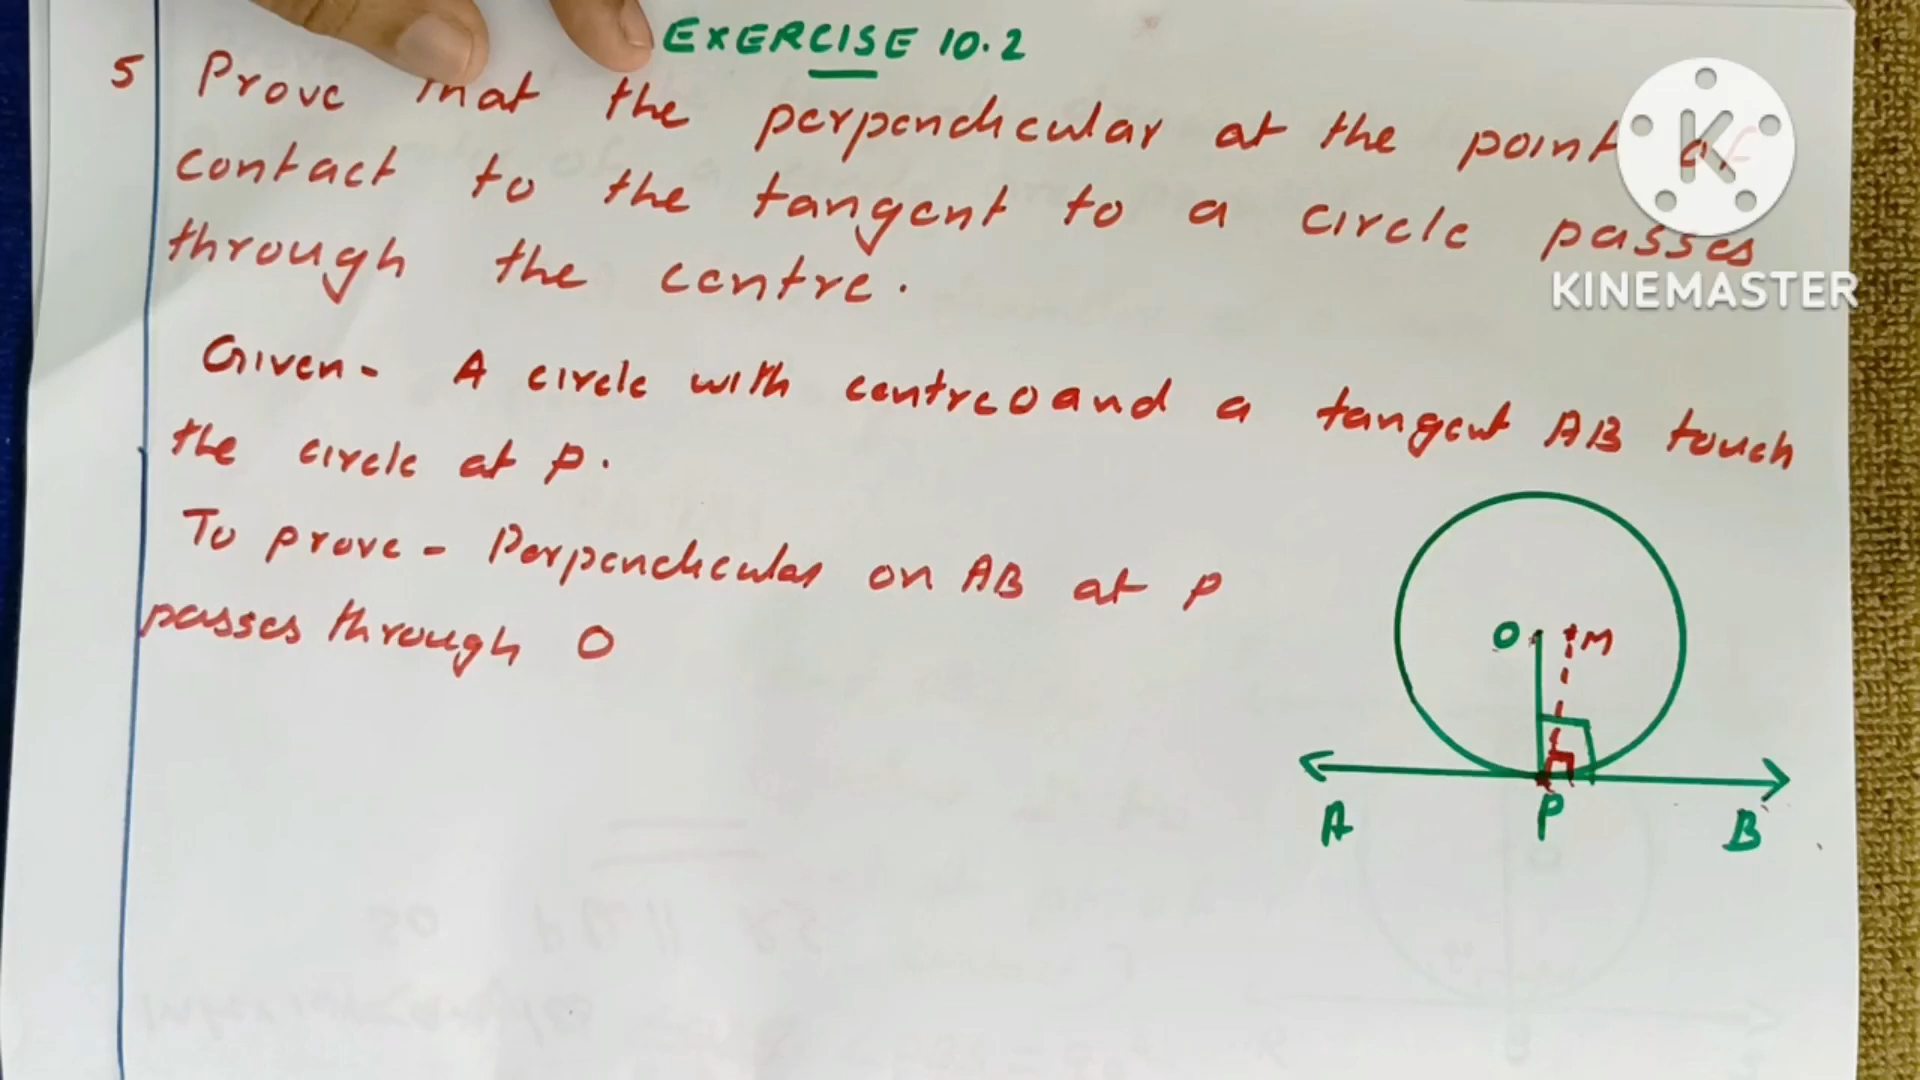 EXERCISE 10.2
5 Prove that the perpendicular at the point of
contact to the tangent to a circle passes
through the centre.
Given - A circle with centre O and a tangent AB touch
the circle at P.
To prove - Perpendicular on AB at P
passes through O
O M
A P B
K
KINEMASTER